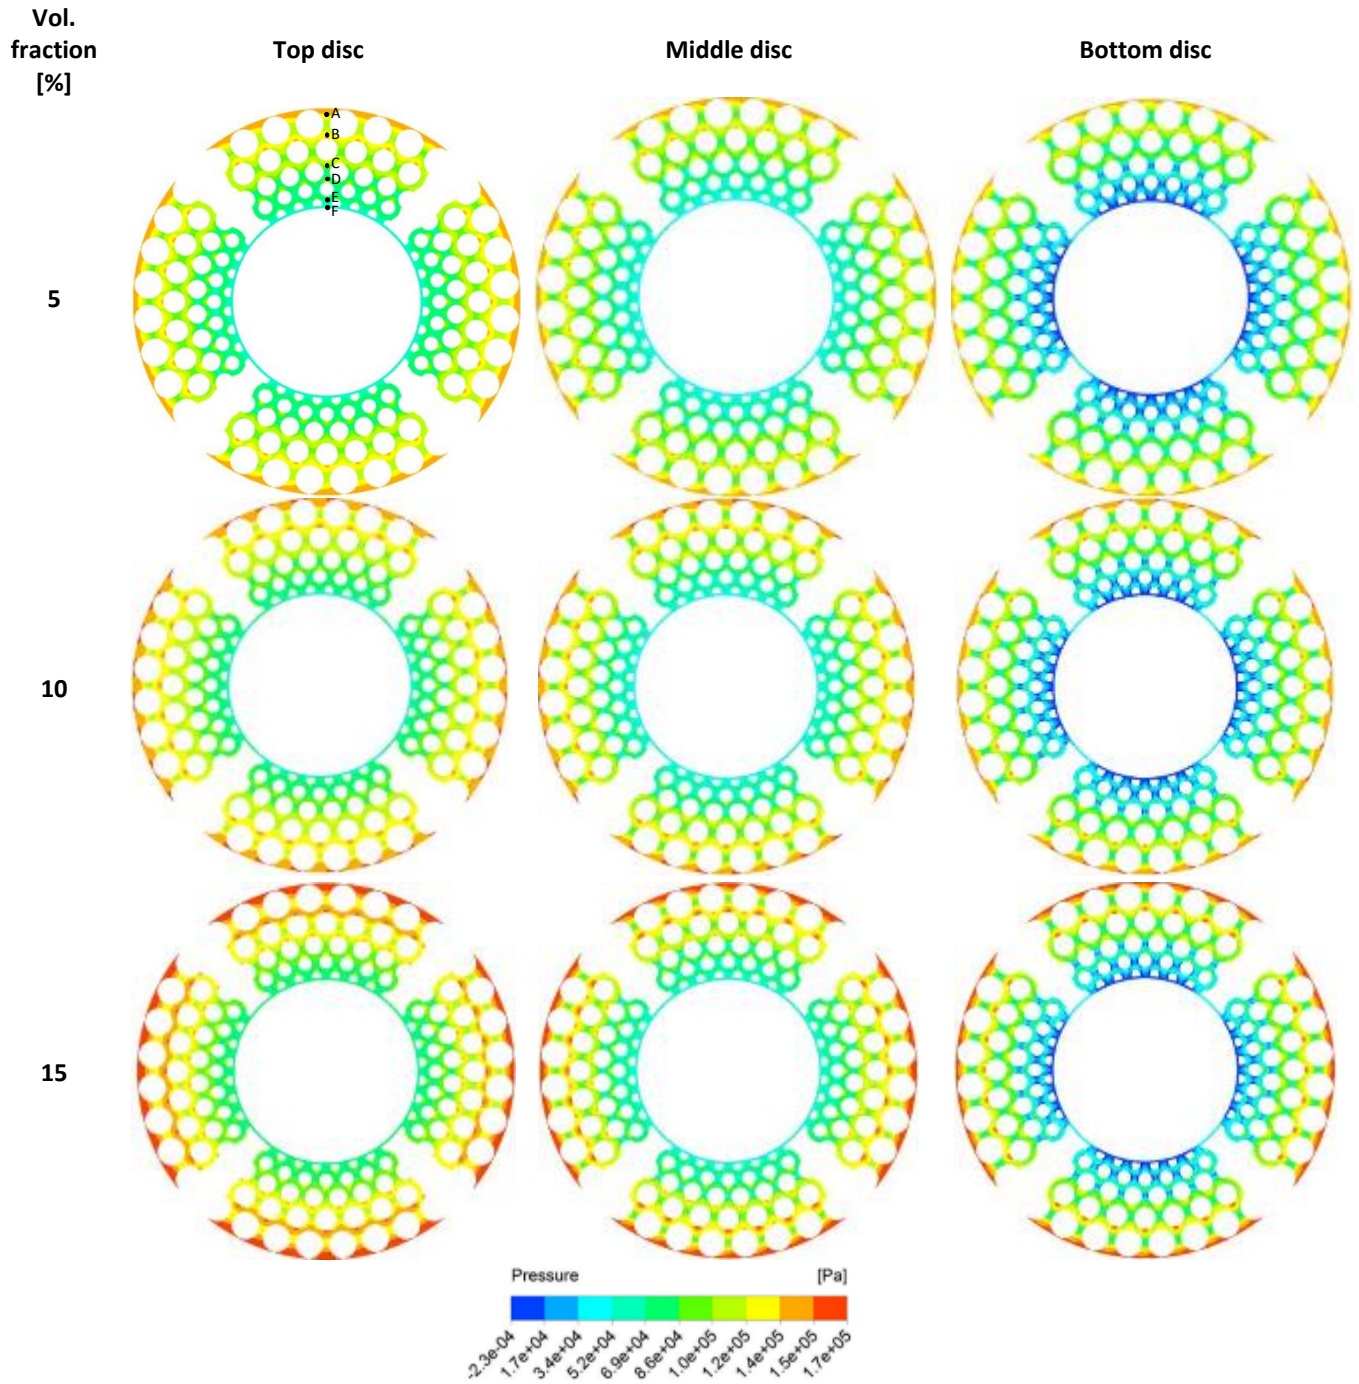 Vol.
fraction
[%]
Top disc
Middle disc
Bottom disc
A
B
C
D
E
F
5
10
15
Pressure [Pa]
-2.3e-04 1.7e+04 3.4e+04 5.2e+04 6.9e+04 8.6e+04 1.0e+05 1.2e+05 1.4e+05 1.5e+05 1.7e+05